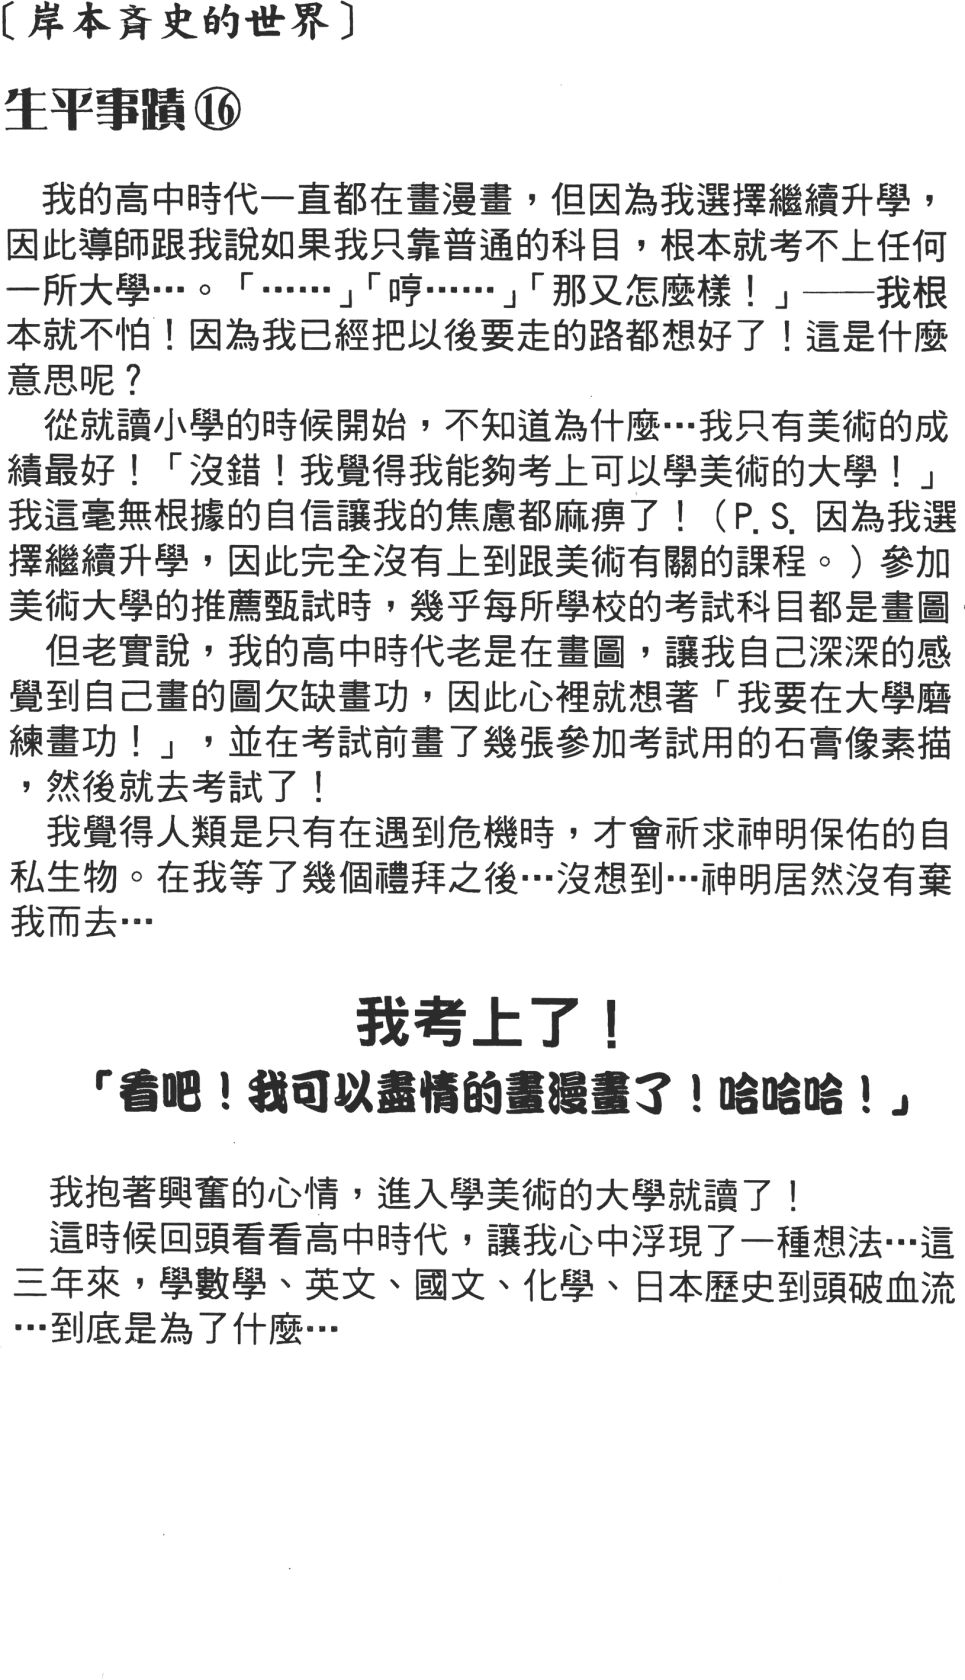 〔岸本斉史的世界〕
生平事蹟⑯
我的高中時代一直都在畫漫畫，但因為我選擇繼續升學，
因此導師跟我說如果我只靠普通的科目，根本就考不上任何
一所大學…。「……」「哼……」「那又怎麼樣！」——我根
本就不怕！因為我已經把以後要走的路都想好了！這是什麼
意思呢？
從就讀小學的時候開始，不知道為什麼…我只有美術的成
績最好！「沒錯！我覺得我能夠考上可以學美術的大學！」
我這毫無根據的自信讓我的焦慮都麻痹了！（P.S. 因為我選
擇繼續升學，因此完全沒有上到跟美術有關的課程。）參加
美術大學的推薦甄試時，幾乎每所學校的考試科目都是畫圖。
但老實說，我的高中時代老是在畫圖，讓我自己深深的感
覺到自己畫的圖欠缺畫功，因此心裡就想著「我要在大學磨
練畫功！」，並在考試前畫了幾張參加考試用的石膏像素描
，然後就去考試了！
我覺得人類是只有在遇到危機時，才會祈求神明保佑的自
私生物。在我等了幾個禮拜之後…沒想到…神明居然沒有棄
我而去…
我考上了！
「看吧！我可以盡情的畫漫畫了！哈哈哈！」
我抱著興奮的心情，進入學美術的大學就讀了！
這時候回頭看看高中時代，讓我心中浮現了一種想法…這
三年來，學數學、英文、國文、化學、日本歷史到頭破血流
…到底是為了什麼…